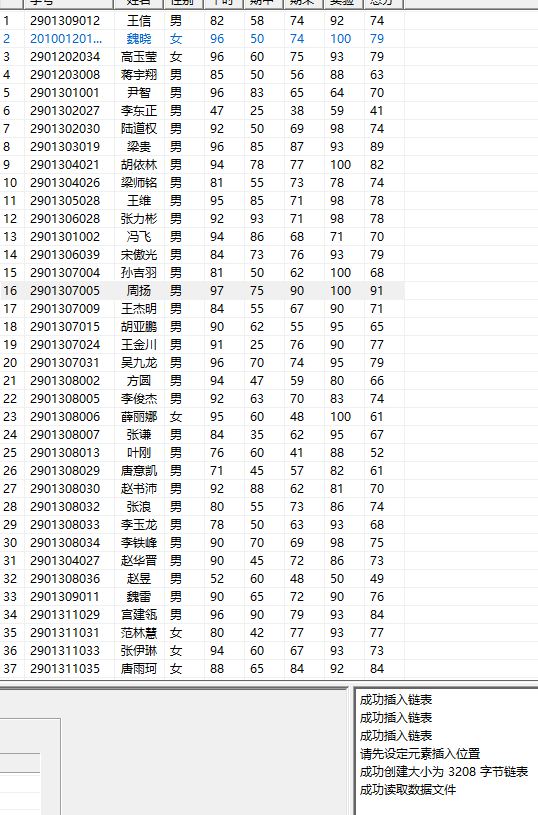 学号 姓名 性别 平时 期中 期末 实验 总分
1 2901309012 王信 男 82 58 74 92 74
2 201001201... 魏晓 女 96 50 74 100 79
3 2901202034 高玉莹 女 96 60 75 93 79
4 2901203008 蒋宇翔 男 85 50 56 88 63
5 2901301001 尹智 男 96 83 65 64 70
6 2901302027 李东正 男 47 25 38 59 41
7 2901302030 陆道权 男 92 50 69 98 74
8 2901303019 梁贵 男 96 85 87 93 89
9 2901304021 胡依林 男 94 78 77 100 82
10 2901304026 梁师铭 男 81 55 73 78 74
11 2901305028 王维 男 95 85 71 98 78
12 2901306028 张力彬 男 92 93 71 98 78
13 2901301002 冯飞 男 94 86 68 71 70
14 2901306039 宋傲光 男 84 73 76 93 79
15 2901307004 孙吉羽 男 81 50 62 100 68
16 2901307005 周扬 男 97 75 90 100 91
17 2901307009 王杰明 男 84 55 67 90 71
18 2901307015 胡亚鹏 男 90 62 55 95 65
19 2901307024 王金川 男 91 25 76 90 77
20 2901307031 吴九龙 男 96 70 74 95 79
21 2901308002 方圆 男 94 47 59 80 66
22 2901308005 李俊杰 男 92 63 70 83 74
23 2901308006 薛丽娜 女 95 60 48 100 61
24 2901308007 张谦 男 84 35 62 95 67
25 2901308013 叶刚 男 76 60 41 88 52
26 2901308029 唐意凯 男 71 45 57 82 61
27 2901308030 赵书沛 男 92 88 62 81 70
28 2901308032 张浪 男 80 55 73 86 74
29 2901308033 李玉龙 男 78 50 63 93 68
30 2901308034 李铁峰 男 90 70 69 98 75
31 2901304027 赵华晋 男 90 45 72 86 73
32 2901308036 赵昱 男 52 60 48 50 49
33 2901309011 魏雷 男 90 65 72 90 76
34 2901311029 宫建瓴 男 96 90 79 93 84
35 2901311031 范林慧 女 80 42 77 93 77
36 2901311033 张伊琳 女 94 60 67 93 73
37 2901311035 唐雨珂 女 88 65 84 92 84
成功插入链表
成功插入链表
成功插入链表
请先设定元素插入位置
成功创建大小为 3208 字节链表
成功读取数据文件